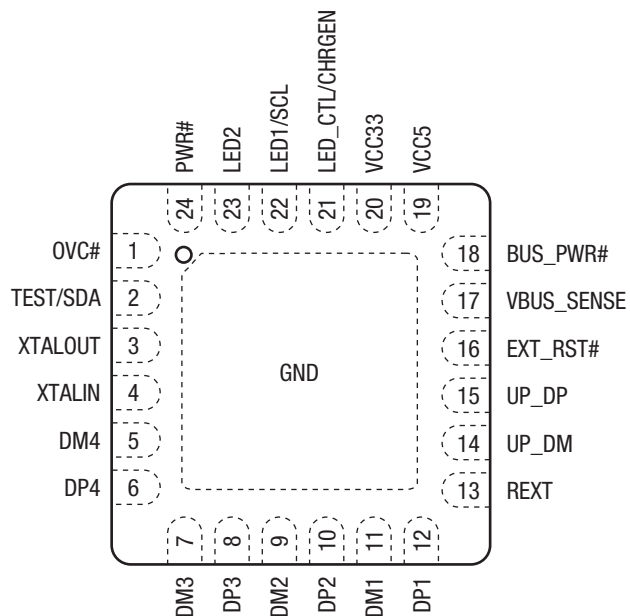 PWR#
LED2
LED1/SCL
LED_CTL/CHRGEN
VCC33
VCC5
24
23
22
21
20
19
OVC# 1
18 BUS_PWR#
TEST/SDA 2
17 VBUS_SENSE
XTALOUT 3
16 EXT_RST#
XTALIN 4
GND
15 UP_DP
DM4 5
14 UP_DM
DP4 6
13 REXT
7
8
9
10
11
12
DM3
DP3
DM2
DP2
DM1
DP1